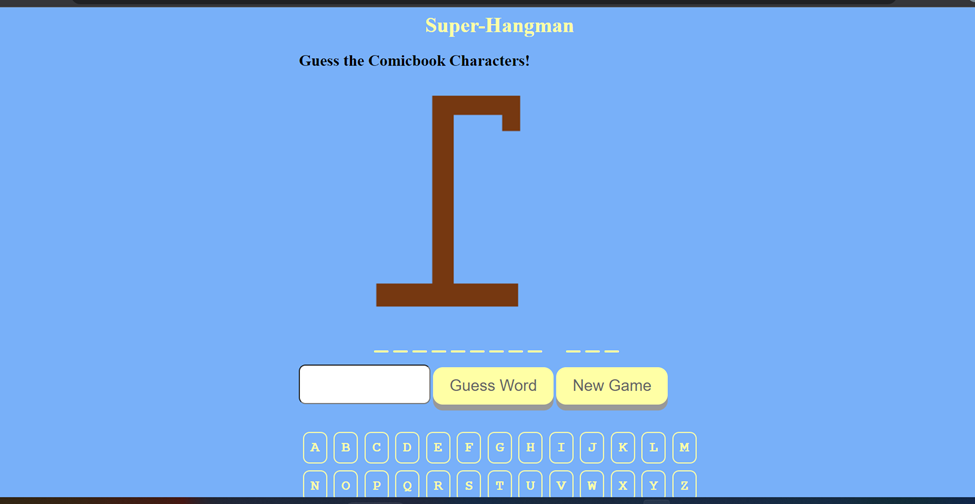 Super-Hangman
Guess the Comicbook Characters!
_ _ _ _ _ _ _ _ _  _ _ _
Guess Word New Game
A B C D E F G H I J K L M
N O P Q R S T U V W X Y Z